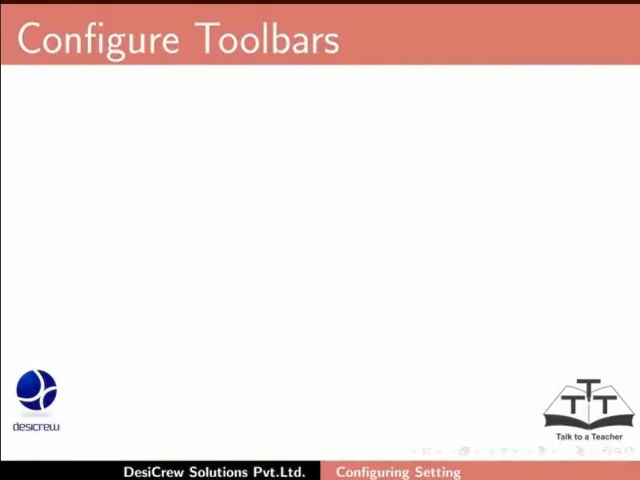 Configure Toolbars
desicrew
T
T T
Talk to a Teacher
DesiCrew Solutions Pvt.Ltd.
Configuring Setting